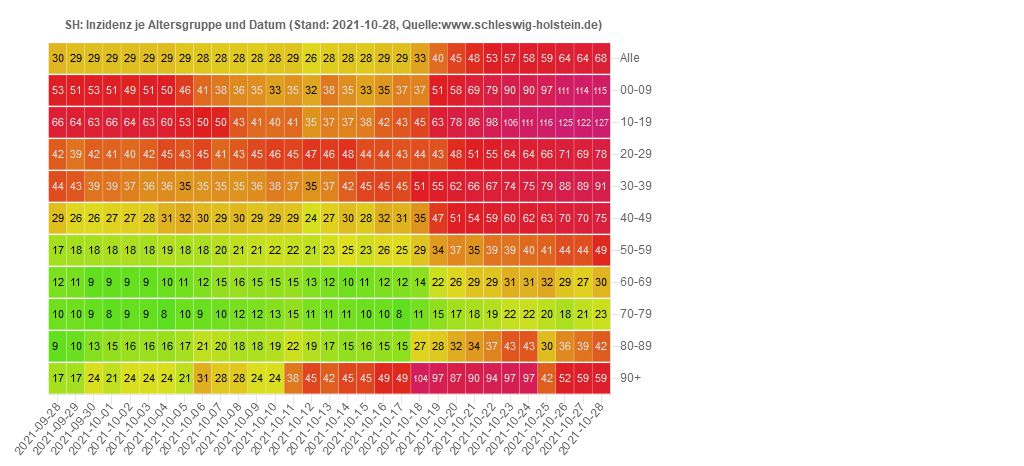 SH: Inzidenz je Altersgruppe und Datum (Stand: 2021-10-28, Quelle:www.schleswig-holstein.de)
30 29 29 29 29 29 29 29 28 28 28 28 28 29 26 28 28 28 29 29 33 40 45 48 53 57 58 59 64 64 68 Alle
53 51 53 51 49 51 50 46 41 38 36 35 33 35 32 38 35 33 35 37 37 51 58 69 79 90 90 97 111 114 115 00-09
66 64 63 66 64 63 60 53 50 50 43 41 40 41 35 37 37 38 42 43 45 63 78 86 98 106 111 116 125 122 127 10-19
42 39 42 41 40 42 45 43 45 41 43 45 46 45 47 46 48 44 44 43 44 43 48 51 55 64 64 66 71 69 78 20-29
44 43 39 39 37 36 36 35 35 35 35 36 38 37 35 37 42 45 45 45 51 55 62 66 67 74 75 79 88 89 91 30-39
29 26 26 27 27 28 31 32 30 29 30 29 29 29 24 27 30 28 32 31 35 47 51 54 59 60 62 63 70 70 75 40-49
17 18 18 18 18 18 19 18 18 20 21 21 22 22 21 23 25 23 26 25 29 34 37 35 39 39 40 41 44 44 49 50-59
12 11 9 9 9 9 10 11 12 15 16 15 15 15 13 12 10 11 12 12 14 22 26 29 29 31 31 32 29 27 30 60-69
10 10 9 8 9 9 8 10 9 10 12 12 13 15 11 11 11 10 10 8 11 15 17 18 19 22 22 20 18 21 23 70-79
9 10 13 15 16 16 16 17 21 20 18 18 19 22 19 17 15 16 15 15 27 28 32 34 37 43 43 30 36 39 42 80-89
17 17 24 21 24 24 24 21 31 28 28 24 24 38 45 42 45 45 49 49 104 97 87 90 94 97 97 42 52 59 59 90+
2021-09-28 2021-09-29 2021-09-30 2021-10-01 2021-10-02 2021-10-03 2021-10-04 2021-10-05 2021-10-06 2021-10-07 2021-10-08 2021-10-09 2021-10-10 2021-10-11 2021-10-12 2021-10-13 2021-10-14 2021-10-15 2021-10-16 2021-10-17 2021-10-18 2021-10-19 2021-10-20 2021-10-21 2021-10-22 2021-10-23 2021-10-24 2021-10-25 2021-10-26 2021-10-27 2021-10-28